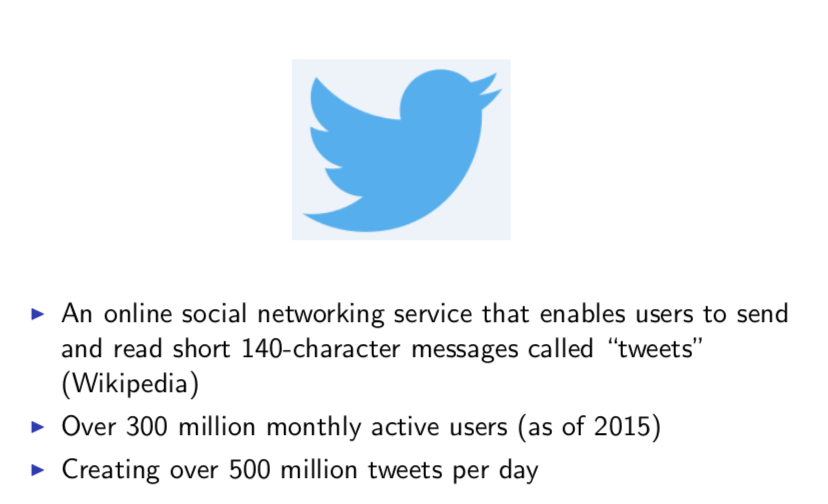 ▶ An online social networking service that enables users to send
and read short 140-character messages called “tweets”
(Wikipedia)
▶ Over 300 million monthly active users (as of 2015)
▶ Creating over 500 million tweets per day